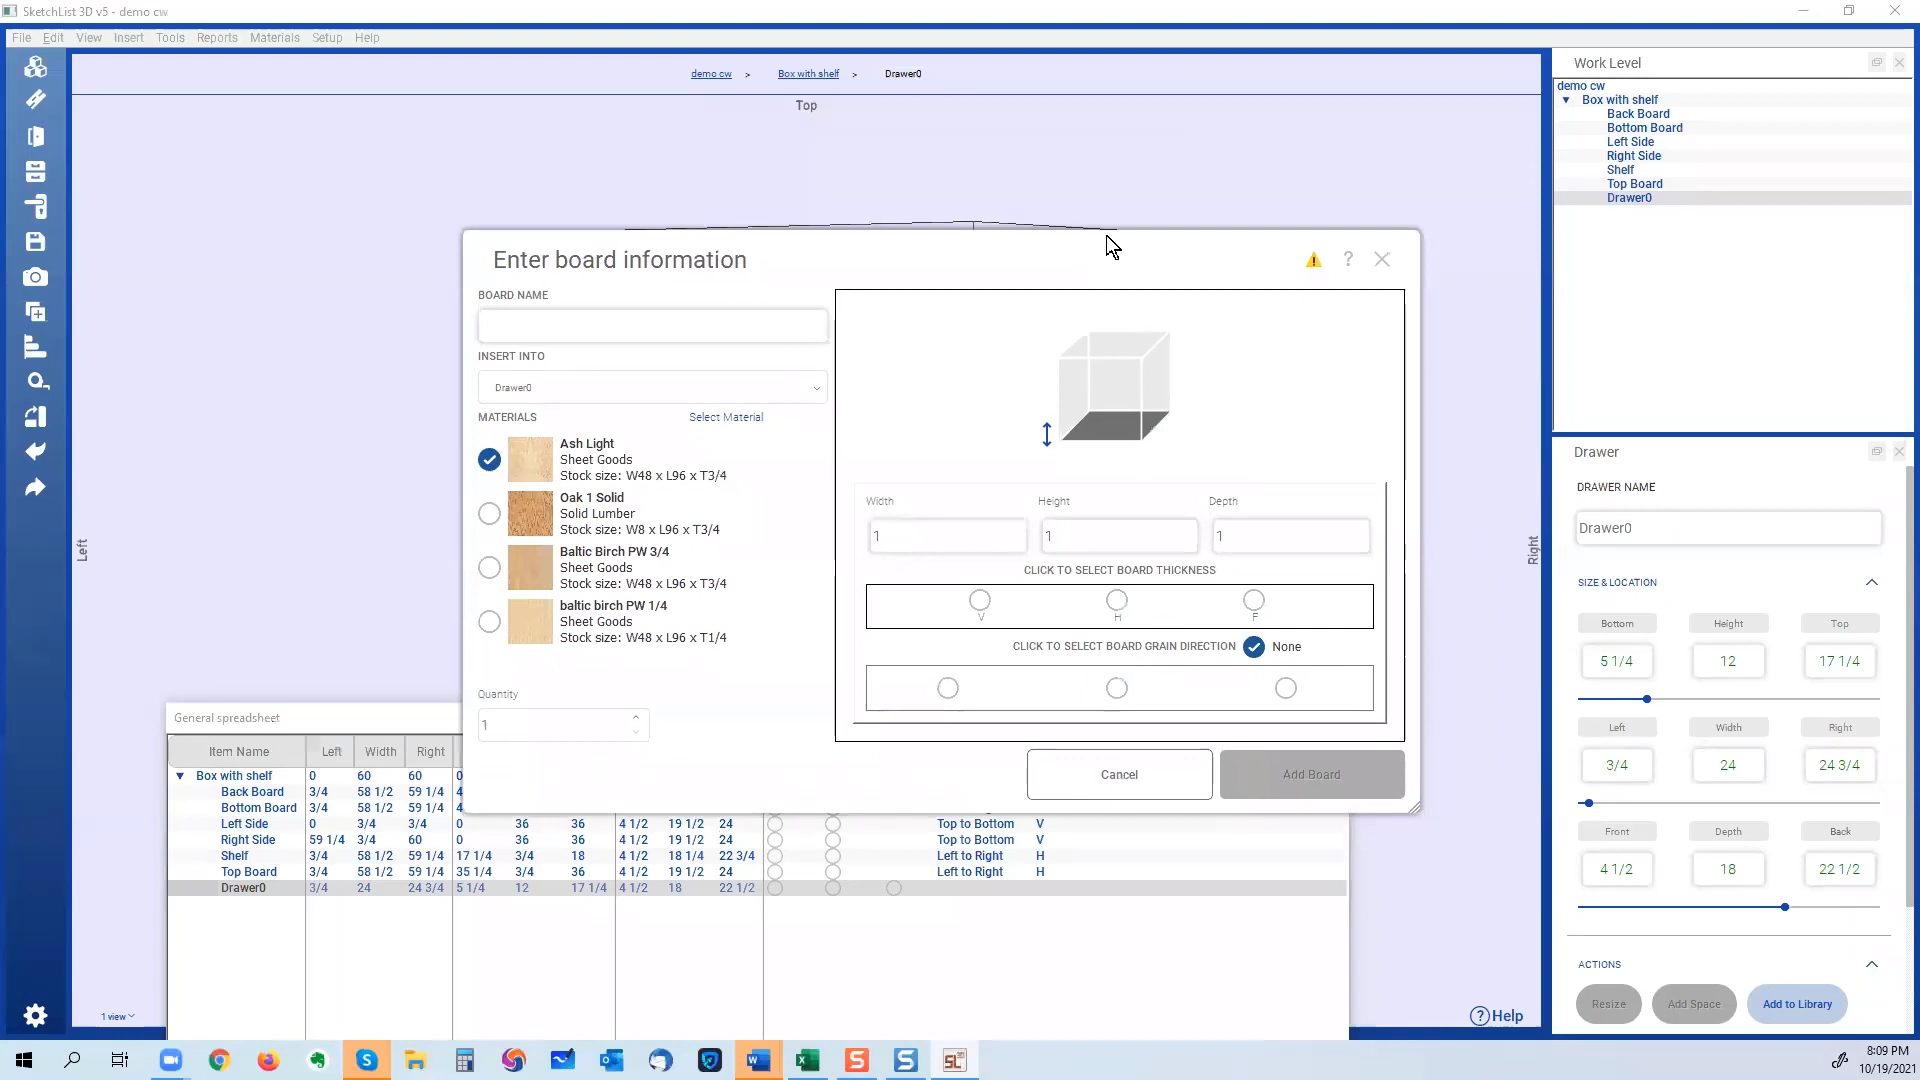 SketchList 3D v5 - demo cw
File Edit View Insert Tools Reports Materials Setup Help
demo cw > Box with shelf > Drawer0
Top
Left
Right
Enter board information
BOARD NAME
INSERT INTO
Drawer0
MATERIALS Select Material
Ash Light
Sheet Goods
Stock size: W48 x L96 x T3/4
Oak 1 Solid
Solid Lumber
Stock size: W8 x L96 x T3/4
Baltic Birch PW 3/4
Sheet Goods
Stock size: W48 x L96 x T3/4
baltic birch PW 1/4
Sheet Goods
Stock size: W48 x L96 x T1/4
Quantity
1
Width Height Depth
1 1 1
CLICK TO SELECT BOARD THICKNESS
V H F
CLICK TO SELECT BOARD GRAIN DIRECTION None
Cancel Add Board
General spreadsheet
Item Name Left Width Right
Box with shelf 0 60 60 0
Back Board 3/4 58 1/2 59 1/4 4
Bottom Board 3/4 58 1/2 59 1/4 4
Left Side 0 3/4 3/4 0 36 36 4 1/2 19 1/2 24 Top to Bottom V
Right Side 59 1/4 3/4 60 0 36 36 4 1/2 19 1/2 24 Top to Bottom V
Shelf 3/4 58 1/2 59 1/4 17 1/4 3/4 18 4 1/2 18 1/4 22 3/4 Left to Right H
Top Board 3/4 58 1/2 59 1/4 35 1/4 3/4 36 4 1/2 19 1/2 24 Left to Right H
Drawer0 3/4 24 24 3/4 5 1/4 12 17 1/4 4 1/2 18 22 1/2
1 view
? Help
Work Level
demo cw
Box with shelf
Back Board
Bottom Board
Left Side
Right Side
Shelf
Top Board
Drawer0
Drawer
DRAWER NAME
Drawer0
SIZE & LOCATION
Bottom Height Top
5 1/4 12 17 1/4
Left Width Right
3/4 24 24 3/4
Front Depth Back
4 1/2 18 22 1/2
ACTIONS
Resize Add Space Add to Library
8:09 PM
10/19/2021